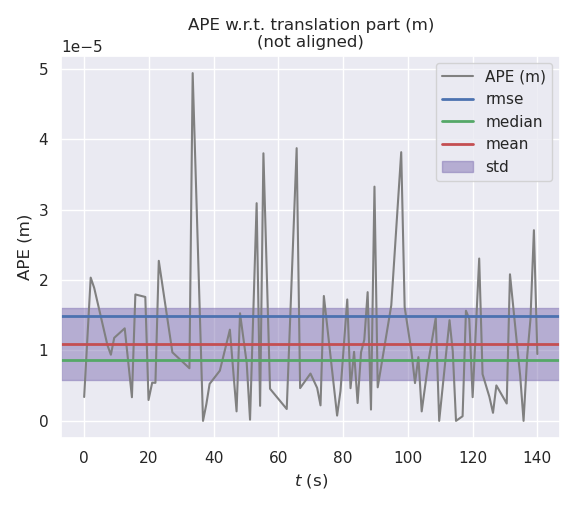 APE w.r.t. translation part (m)
(not aligned)
1e−5
5
4
3
2
1
0
APE (m)
APE (m)
rmse
median
mean
std
0 20 40 60 80 100 120 140
t (s)